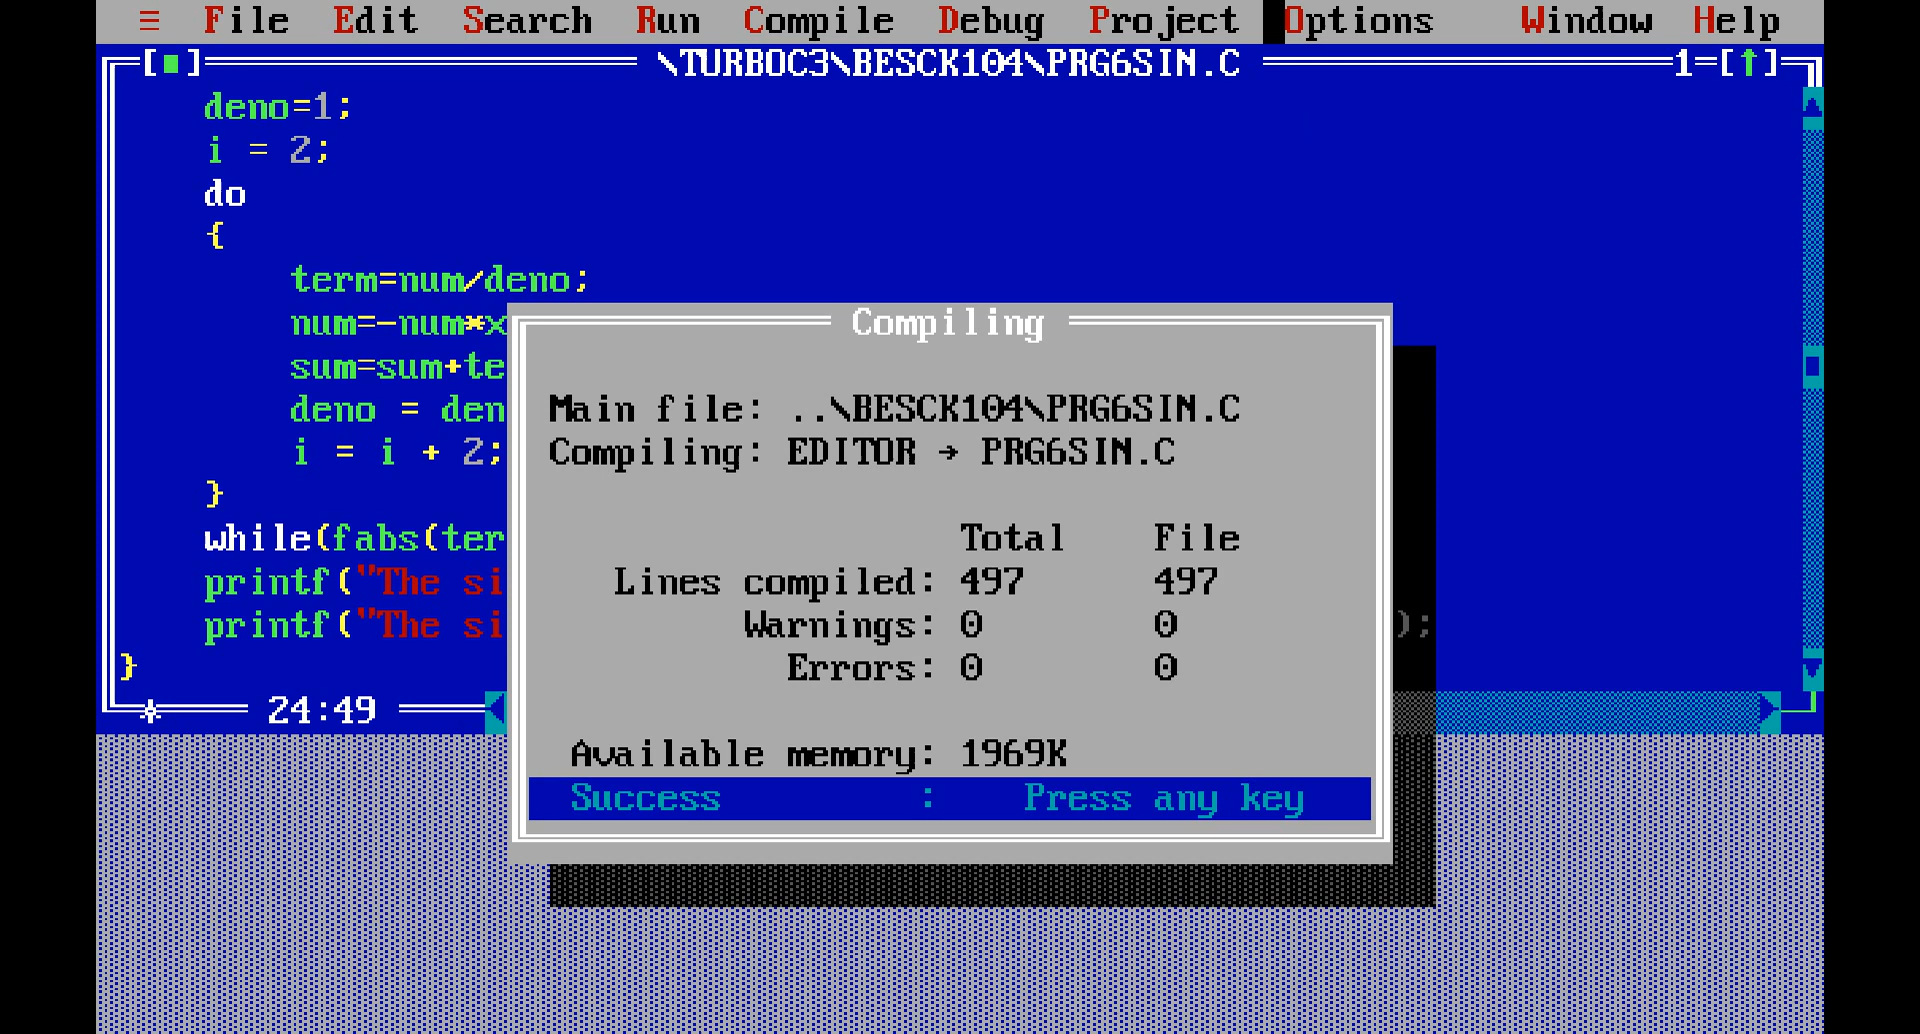 ≡ File Edit Search Run Compile Debug Project Options Window Help
[■] \TURBOC3\BESCK104\PRG6SIN.C 1=[↑]
deno=1;
i = 2;
do
{
term=num/deno;
num=-num*x
sum=sum+te
deno = den
i = i + 2;
}
while(fabs(ter
printf("The si
printf("The si );
}
24:49
Compiling
Main file: ..\BESCK104\PRG6SIN.C
Compiling: EDITOR → PRG6SIN.C
Total File
Lines compiled: 497 497
Warnings: 0 0
Errors: 0 0
Available memory: 1969K
Success : Press any key